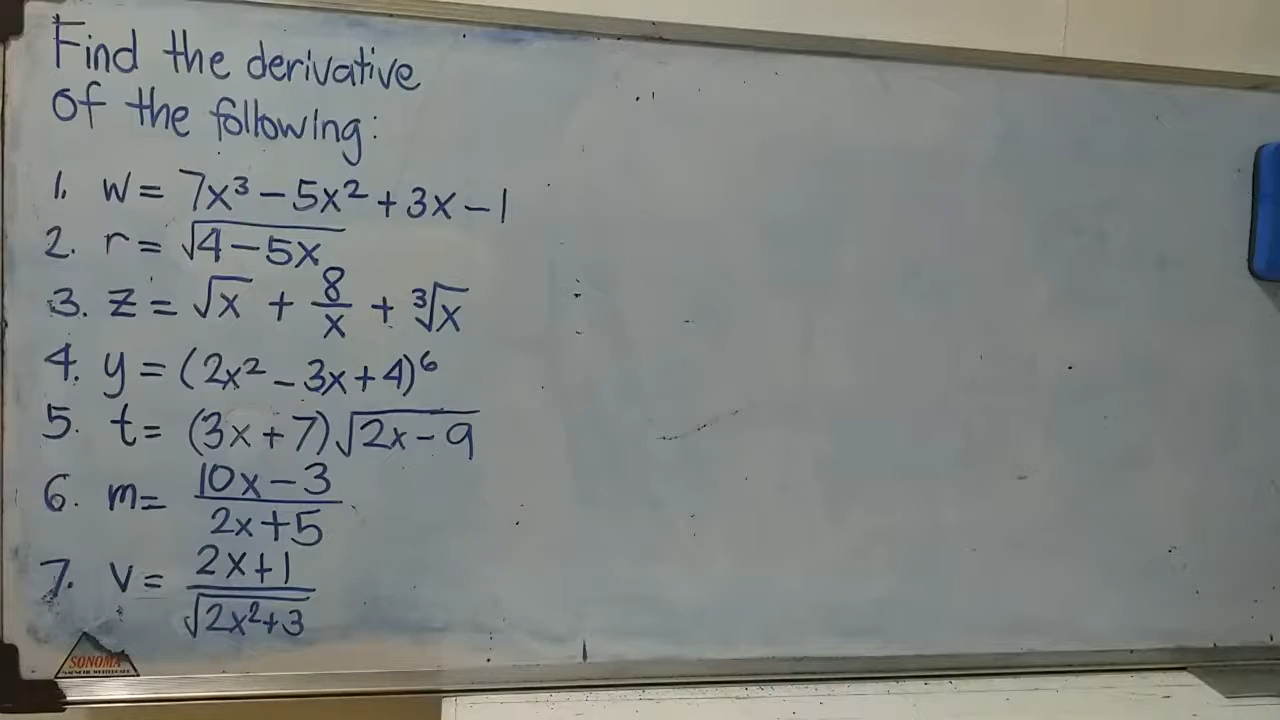 Find the derivative
of the following:
1. w = 7x³ − 5x² + 3x − 1
2. r = √(4 − 5x)
3. z = √x + 8/x + ³√x
4. y = (2x² − 3x + 4)⁶
5. t = (3x + 7)√(2x − 9)
6. m = (10x − 3)/(2x + 5)
7. v = (2x + 1)/√(2x² + 3)
SONOMA